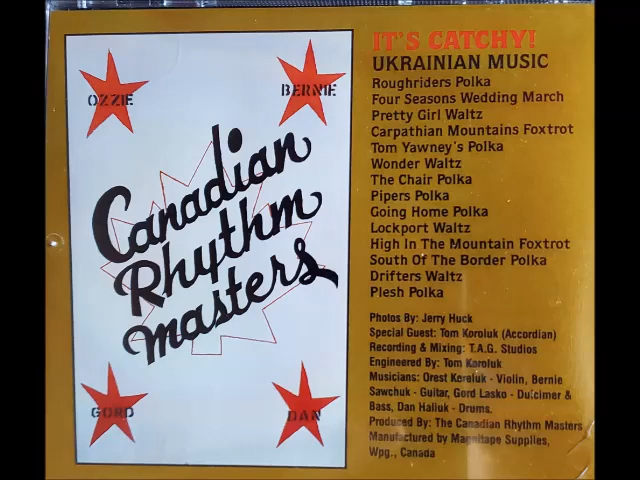 OZZIE
BERNIE
Canadian
Rhythm
masters
GORD
DAN
IT'S CATCHY!
UKRAINIAN MUSIC
Roughriders Polka
Four Seasons Wedding March
Pretty Girl Waltz
Carpathian Mountains Foxtrot
Tom Yawney's Polka
Wonder Waltz
The Chair Polka
Pipers Polka
Going Home Polka
Lockport Waltz
High In The Mountain Foxtrot
South Of The Border Polka
Drifters Waltz
Plesh Polka
Photos By: Jerry Huck
Special Guest: Tom Koroluk (Accordian)
Recording & Mixing: T.A.G. Studios
Engineered By: Tom Koroluk
Musicians: Orest Kereluk - Violin, Bernie
Sawchuk - Guitar, Gord Lasko - Dulcimer &
Bass, Dan Haliuk - Drums.
Produced By: The Canadian Rhythm Masters
Manufactured by Magnetape Supplies,
Wpg., Canada